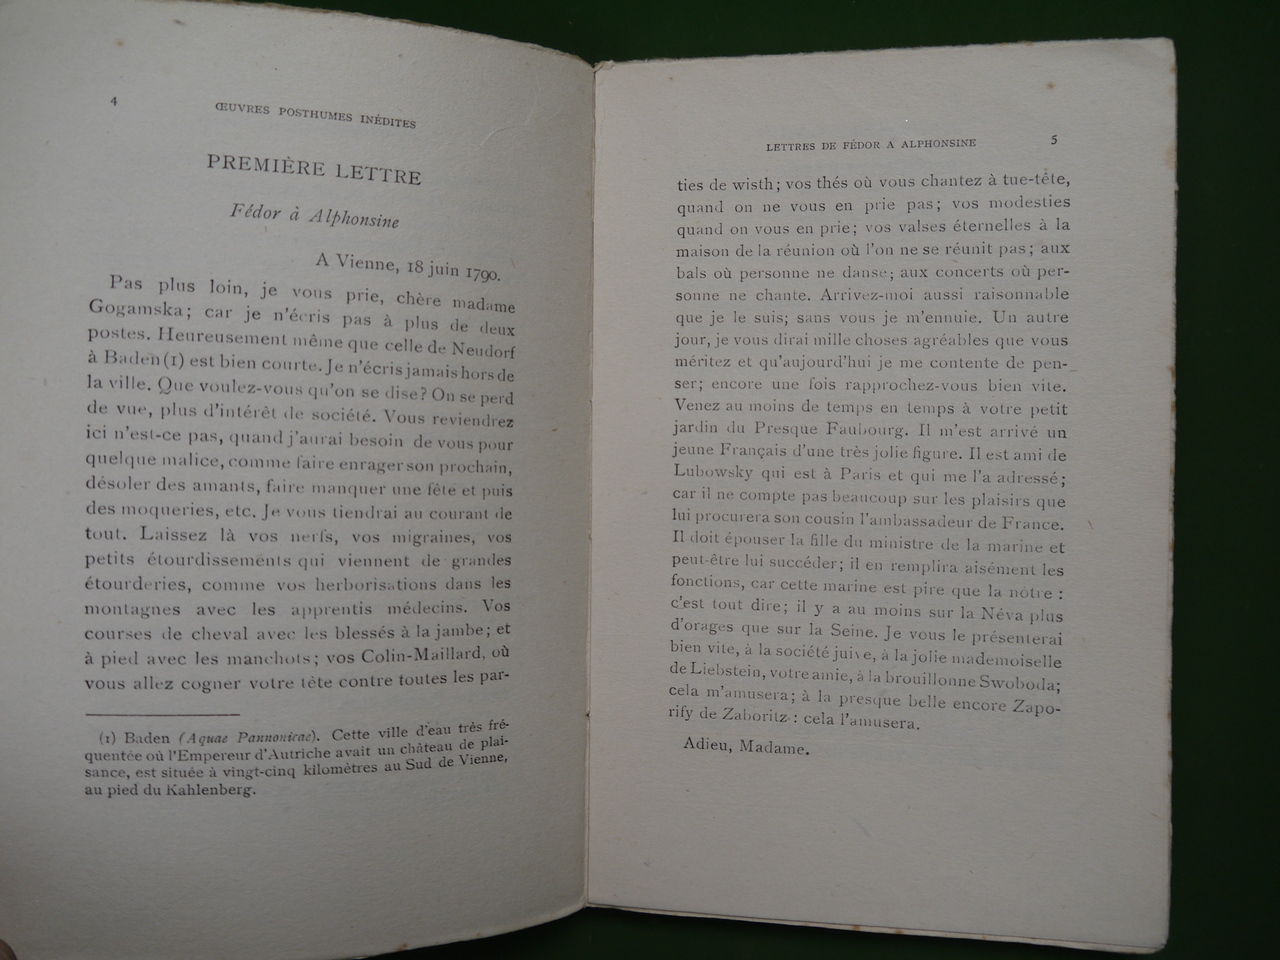 4
ŒUVRES POSTHUMES INÉDITES
PREMIÈRE LETTRE
Fédor à Alphonsine
A Vienne, 18 juin 1790.
Pas plus loin, je vous prie, chère madame
Gogamska; car je n'écris pas à plus de deux
postes. Heureusement même que celle de Neudorf
à Baden (1) est bien courte. Je n'écris jamais hors de
la ville. Que voulez-vous qu'on se dise? On se perd
de vue, plus d'intérêt de société. Vous reviendrez
ici n'est-ce pas, quand j'aurai besoin de vous pour
quelque malice, comme faire enrager son prochain,
désoler des amants, faire manquer une fête et puis
des moqueries, etc. Je vous tiendrai au courant de
tout. Laissez là vos nerfs, vos migraines, vos
petits étourdissements qui viennent de grandes
étourderies, comme vos herborisations dans les
montagnes avec les apprentis médecins. Vos
courses de cheval avec les blessés à la jambe; et
à pied avec les manchots; vos Colin-Maillard, où
vous allez cogner votre tête contre toutes les par-
(1) Baden (Aquae Pannonicae). Cette ville d'eau très fré-
quentée où l'Empereur d'Autriche avait un château de plai-
sance, est située à vingt-cinq kilomètres au Sud de Vienne,
au pied du Kahlenberg.
LETTRES DE FÉDOR A ALPHONSINE
5
ties de wisth; vos thés où vous chantez à tue-tête,
quand on ne vous en prie pas; vos modesties
quand on vous en prie; vos valses éternelles à la
maison de la réunion où l'on ne se réunit pas; aux
bals où personne ne danse; aux concerts où per-
sonne ne chante. Arrivez-moi aussi raisonnable
que je le suis; sans vous je m'ennuie. Un autre
jour, je vous dirai mille choses agréables que vous
méritez et qu'aujourd'hui je me contente de pen-
ser; encore une fois rapprochez-vous bien vite.
Venez au moins de temps en temps à votre petit
jardin du Presque Faubourg. Il m'est arrivé un
jeune Français d'une très jolie figure. Il est ami de
Lubowsky qui est à Paris et qui me l'a adressé;
car il ne compte pas beaucoup sur les plaisirs que
lui procurera son cousin l'ambassadeur de France.
Il doit épouser la fille du ministre de la marine et
peut-être lui succéder; il en remplira aisément les
fonctions, car cette marine est pire que la nôtre :
c'est tout dire; il y a au moins sur la Néva plus
d'orages que sur la Seine. Je vous le présenterai
bien vite, à la société juive, à la jolie mademoiselle
de Liebstein, votre amie, à la brouillonne Swoboda;
cela m'amusera; à la presque belle encore Zapo-
rify de Zaboritz : cela l'amusera.
Adieu, Madame.